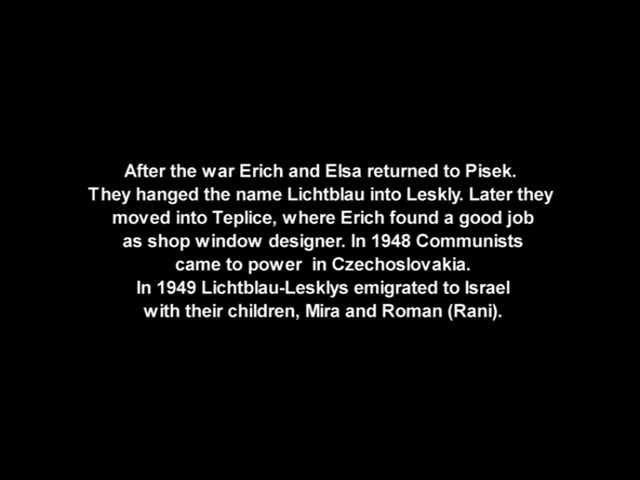 After the war Erich and Elsa returned to Pisek.
They hanged the name Lichtblau into Leskly. Later they
moved into Teplice, where Erich found a good job
as shop window designer. In 1948 Communists
came to power  in Czechoslovakia.
In 1949 Lichtblau-Lesklys emigrated to Israel
with their children, Mira and Roman (Rani).